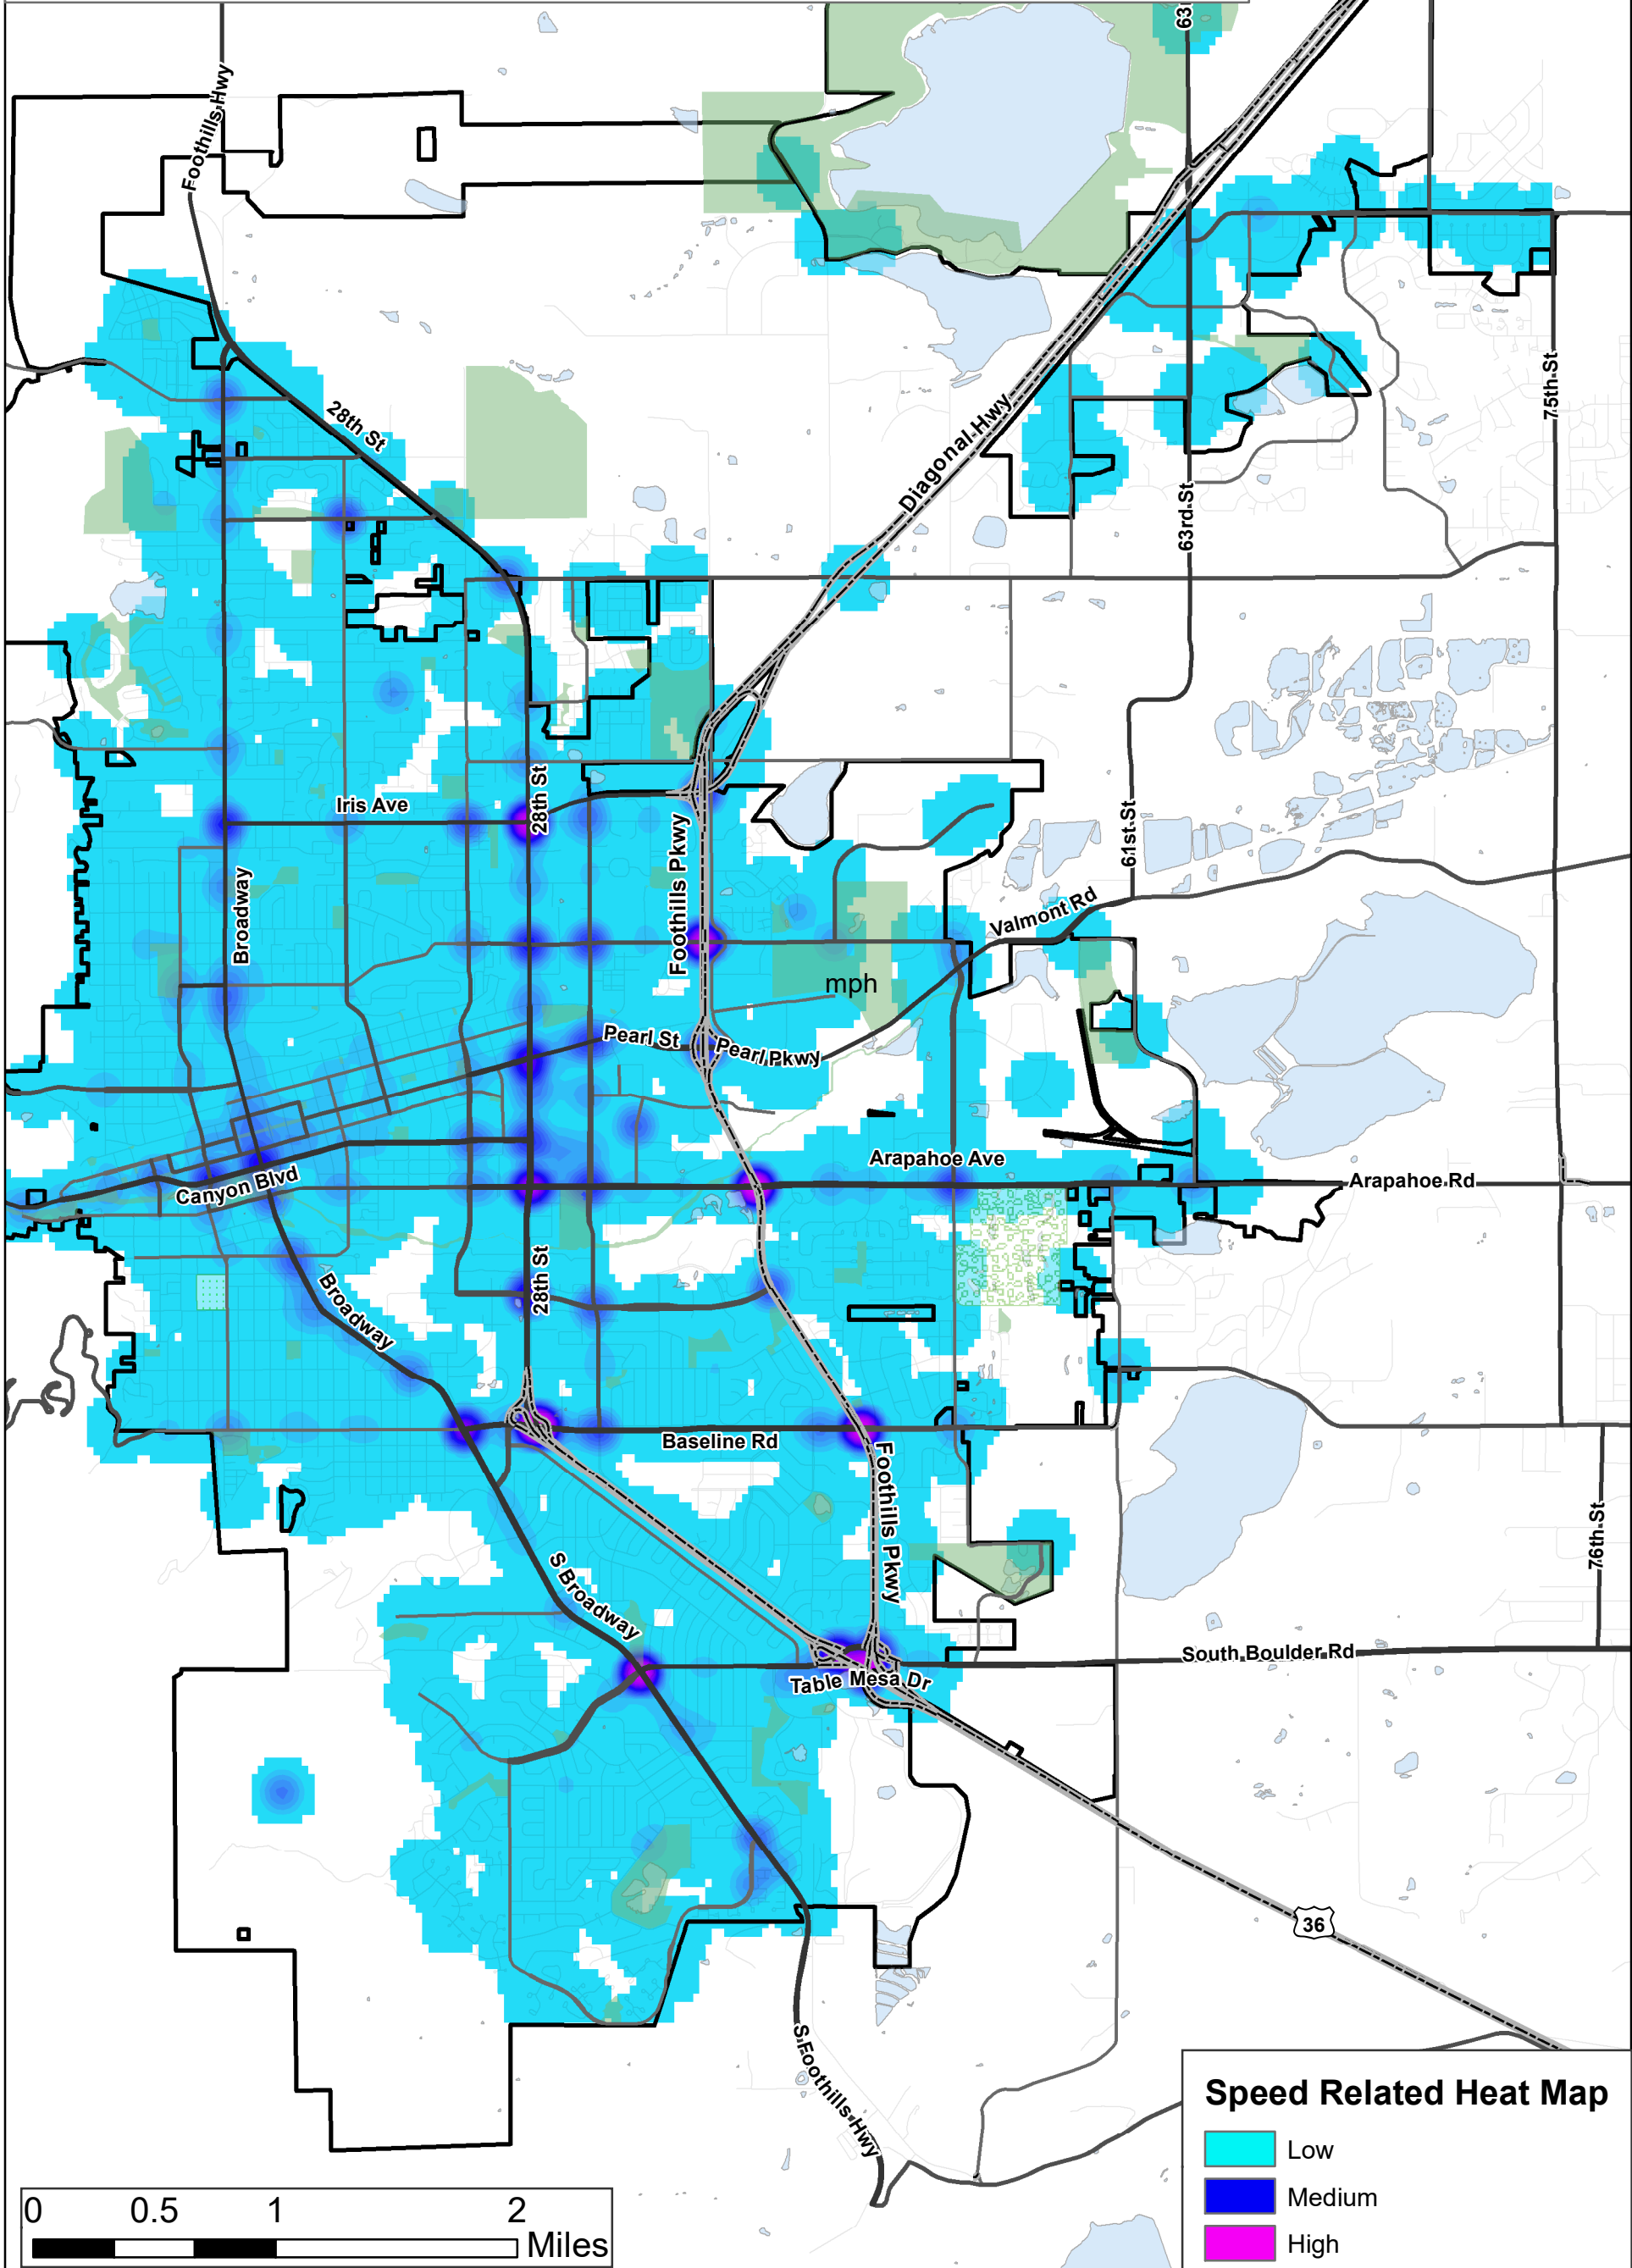 63r
Foothills Hwy
28th St
Diagonal Hwy
75th St
63rd St
Iris Ave
28th St
61st St
Foothills Pkwy
Broadway
Valmont Rd
mph
Pearl St
Pearl Pkwy
Arapahoe Ave
Canyon Blvd
Arapahoe Rd
28th St
Broadway
Baseline Rd
Foothills Pkwy
76th St
S Broadway
South Boulder Rd
Table Mesa Dr
36
S Foothills Hwy
Speed Related Heat Map
Low
Medium
High
0 0.5 1 2
Miles